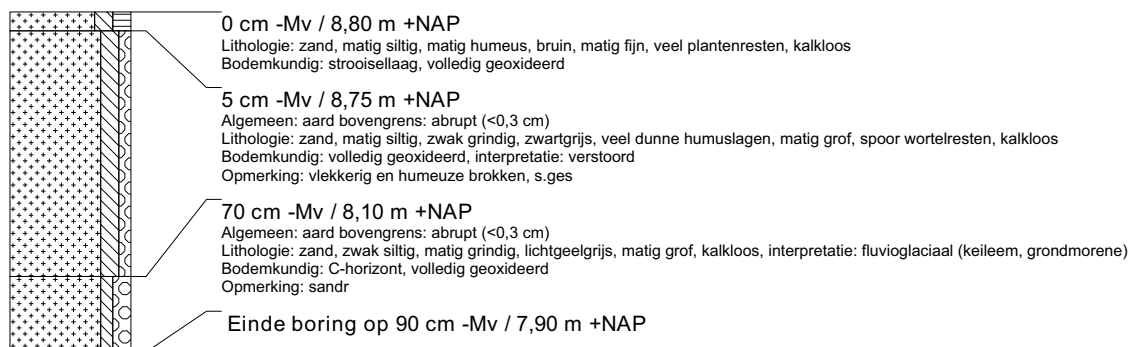 0 cm -Mv / 8,80 m +NAP
Lithologie: zand, matig siltig, matig humeus, bruin, matig fijn, veel plantenresten, kalkloos
Bodemkundig: strooisellaag, volledig geoxideerd
5 cm -Mv / 8,75 m +NAP
Algemeen: aard bovengrens: abrupt (<0,3 cm)
Lithologie: zand, matig siltig, zwak grindig, zwartgrijs, veel dunne humuslagen, matig grof, spoor wortelresten, kalkloos
Bodemkundig: volledig geoxideerd, interpretatie: verstoord
Opmerking: vlekkerig en humeuze brokken, s.ges
70 cm -Mv / 8,10 m +NAP
Algemeen: aard bovengrens: abrupt (<0,3 cm)
Lithologie: zand, zwak siltig, matig grindig, lichtgeelgrijs, matig grof, kalkloos, interpretatie: fluvioglaciaal (keileem, grondmorene)
Bodemkundig: C-horizont, volledig geoxideerd
Opmerking: sandr
Einde boring op 90 cm -Mv / 7,90 m +NAP